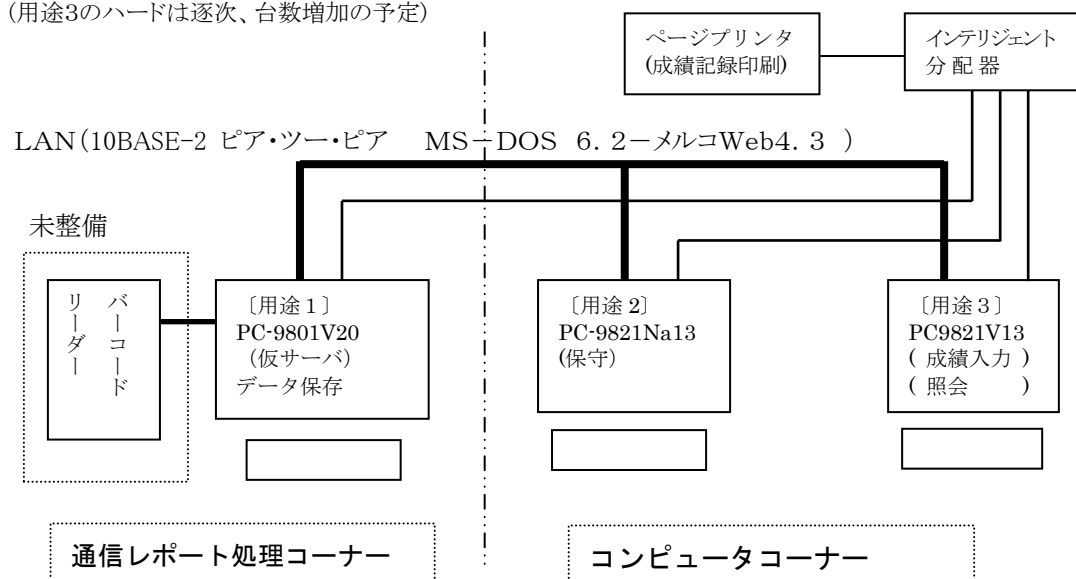 (用途3のハードは逐次、台数増加の予定)
ページプリンタ
(成績記録印刷)
インテリジェント
分配器
LAN(10BASE-2 ピア・ツー・ピア MS-DOS 6.2-メルコWeb4.3 )
未整備
バーコード
リーダー
〔用途1〕
PC-9801V20
(仮サーバ)
データ保存
〔用途2〕
PC-9821Na13
(保守)
〔用途3〕
PC9821V13
( 成績入力 )
( 照会 )
通信レポート処理コーナー
コンピュータコーナー